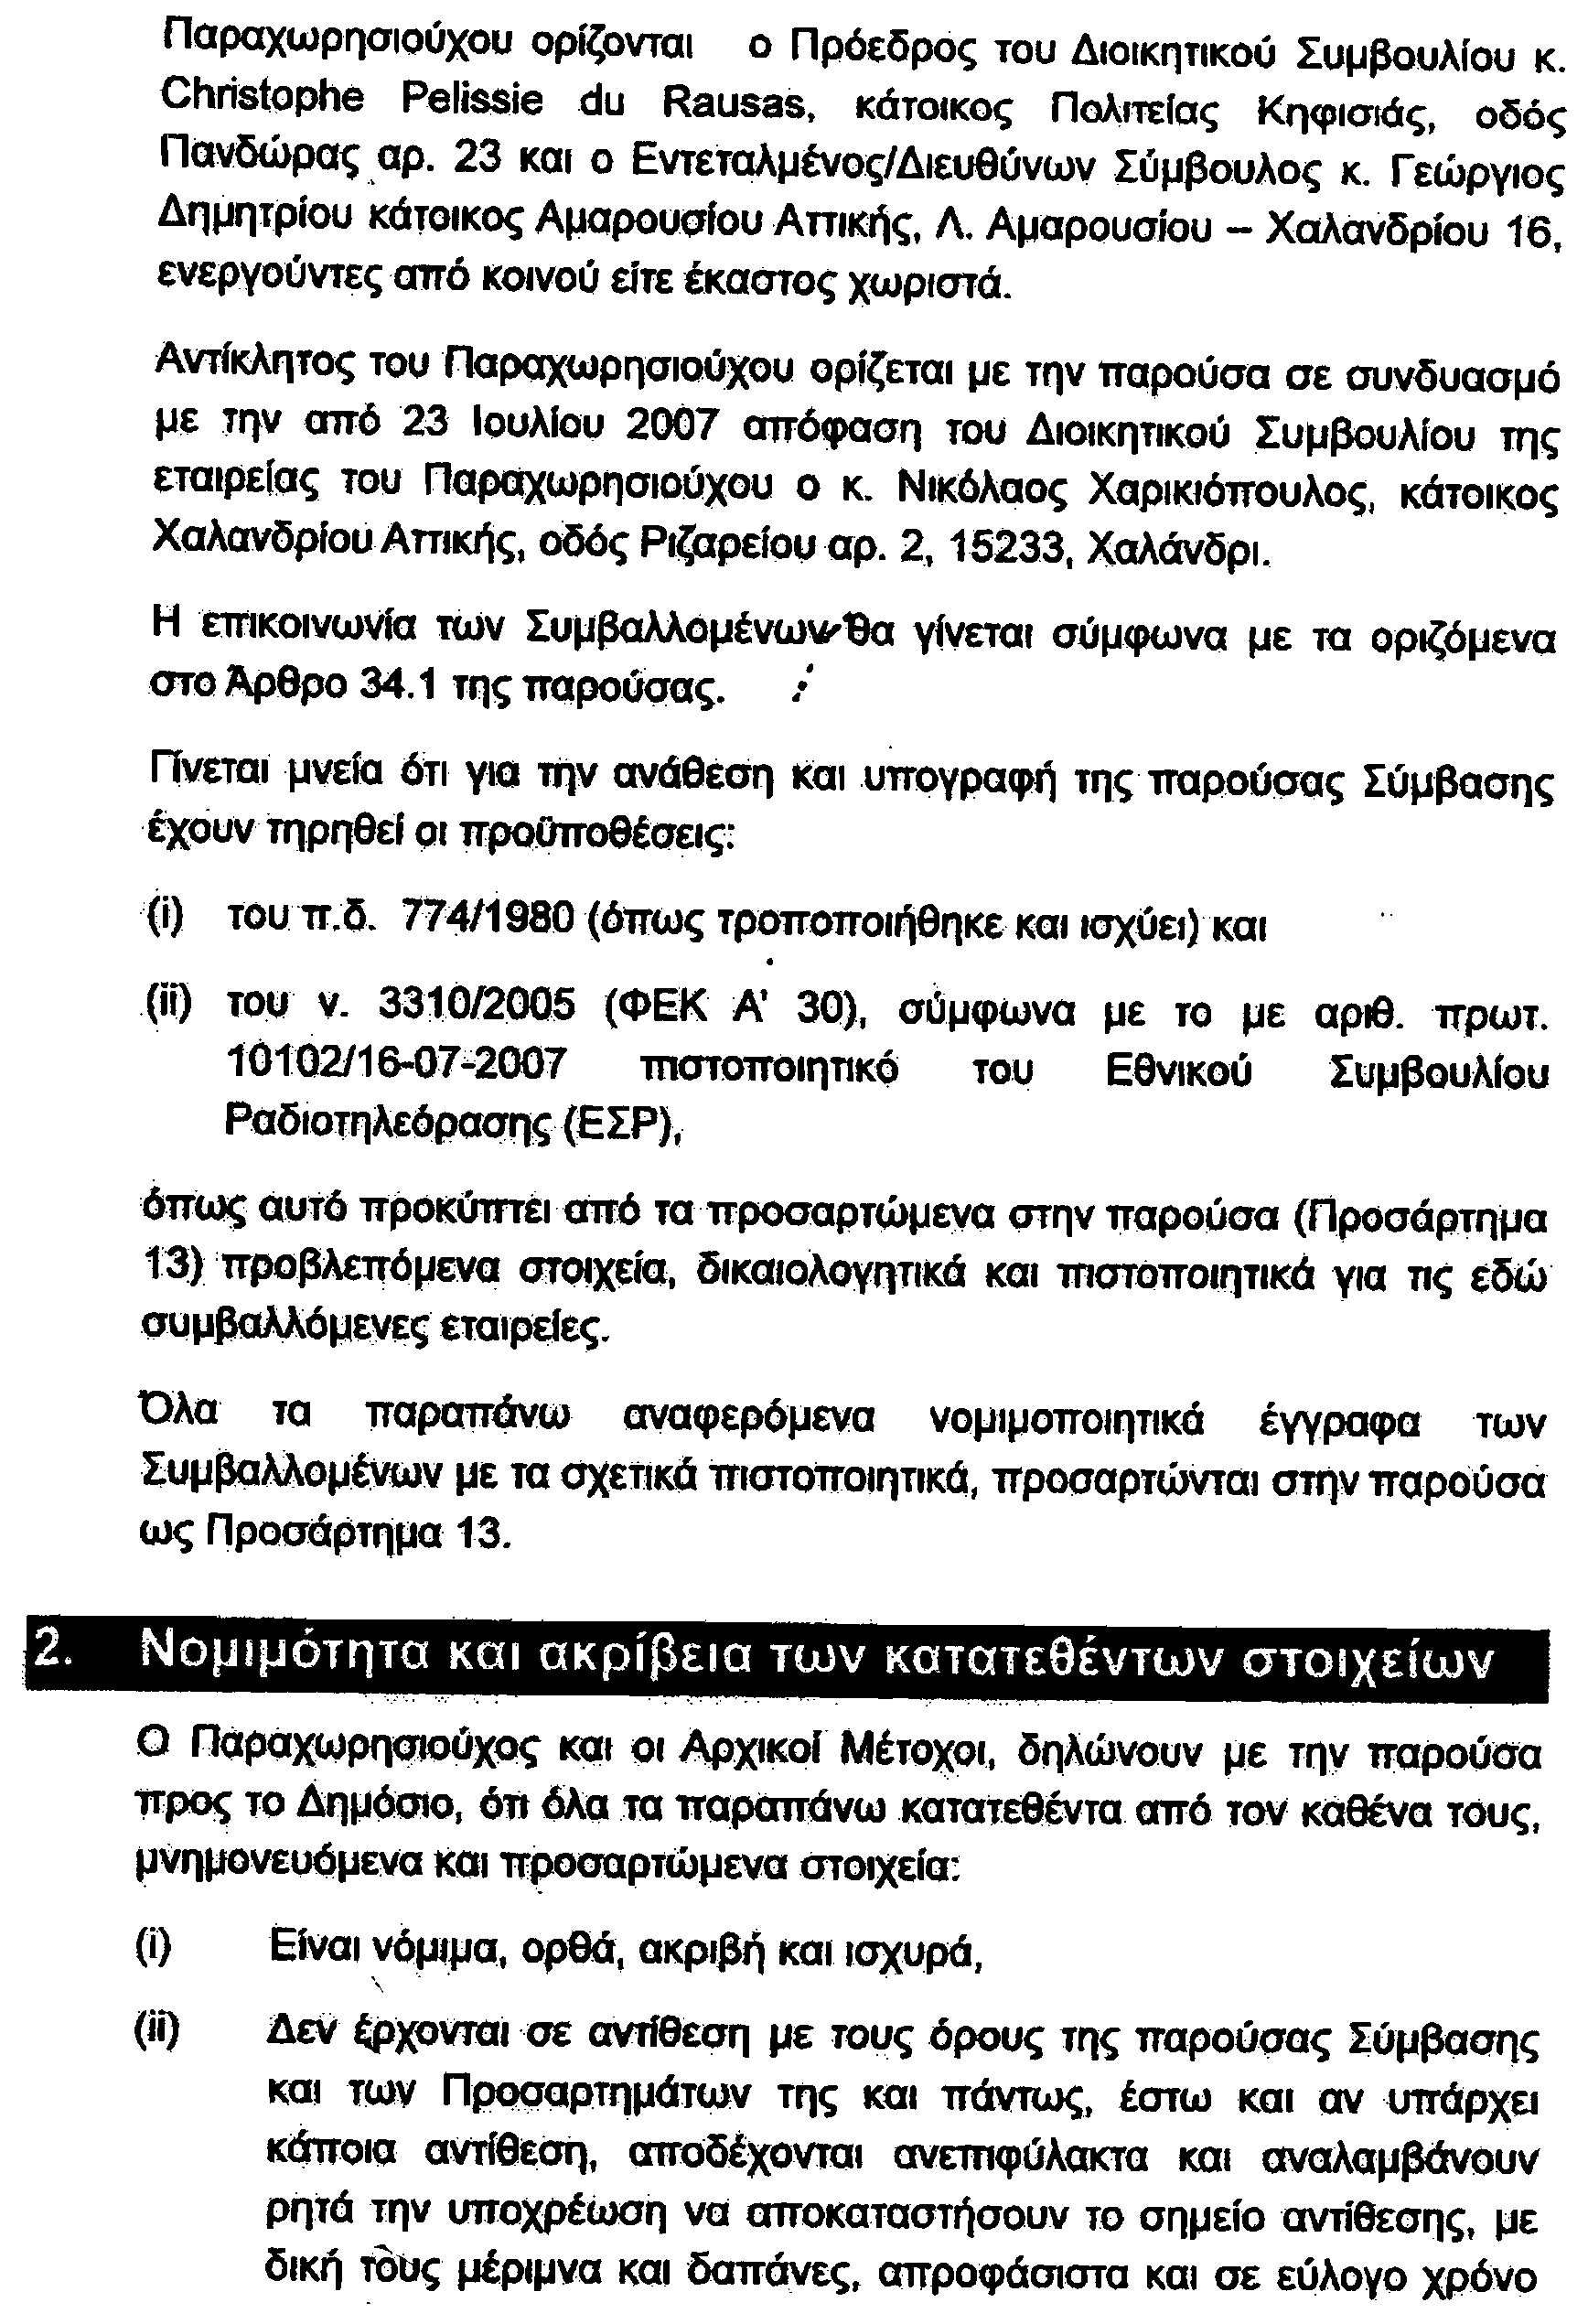 Παραχωρησιούχου ορίζονται ο Πρόεδρος του Διοικητικού Συμβουλίου κ.
Christophe Pelissie du Rausas, κάτοικος Πολιτείας Κηφισιάς, οδός
Πανδώρας αρ. 23 και ο Εντεταλμένος/Διευθύνων Σύμβουλος κ. Γεώργιος
Δημητρίου κάτοικος Αμαρουσίου Αττικής, Λ. Αμαρουσίου – Χαλανδρίου 16,
ενεργούντες από κοινού είτε έκαστος χωριστά.
Αντίκλητος του Παραχωρησιούχου ορίζεται με την παρούσα σε συνδυασμό
με την από 23 Ιουλίου 2007 απόφαση του Διοικητικού Συμβουλίου της
εταιρείας του Παραχωρησιούχου ο κ. Νικόλαος Χαρικιόπουλος, κάτοικος
Χαλανδρίου Αττικής, οδός Ριζαρείου αρ. 2, 15233, Χαλάνδρι.
Η επικοινωνία των Συμβαλλομένων θα γίνεται σύμφωνα με τα οριζόμενα
στο Άρθρο 34.1 της παρούσας.
Γίνεται μνεία ότι για την ανάθεση και υπογραφή της παρούσας Σύμβασης
έχουν τηρηθεί οι προϋποθέσεις:
(i) του π.δ. 774/1980 (όπως τροποποιήθηκε και ισχύει) και
(ii) του ν. 3310/2005 (ΦΕΚ Α' 30), σύμφωνα με το με αριθ. πρωτ.
10102/16-07-2007 πιστοποιητικό του Εθνικού Συμβουλίου
Ραδιοτηλεόρασης (ΕΣΡ),
όπως αυτό προκύπτει από τα προσαρτώμενα στην παρούσα (Προσάρτημα
13) προβλεπόμενα στοιχεία, δικαιολογητικά και πιστοποιητικά για τις εδώ
συμβαλλόμενες εταιρείες.
Όλα τα παραπάνω αναφερόμενα νομιμοποιητικά έγγραφα των
Συμβαλλομένων με τα σχετικά πιστοποιητικά, προσαρτώνται στην παρούσα
ως Προσάρτημα 13.
2. Νομιμότητα και ακρίβεια των κατατεθέντων στοιχείων
Ο Παραχωρησιούχος και οι Αρχικοί Μέτοχοι, δηλώνουν με την παρούσα
προς το Δημόσιο, ότι όλα τα παραπάνω κατατεθέντα από τον καθένα τους,
μνημονευόμενα και προσαρτώμενα στοιχεία:
(i) Είναι νόμιμα, ορθά, ακριβή και ισχυρά,
(ii) Δεν έρχονται σε αντίθεση με τους όρους της παρούσας Σύμβασης
και των Προσαρτημάτων της και πάντως, έστω και αν υπάρχει
κάποια αντίθεση, αποδέχονται ανεπιφύλακτα και αναλαμβάνουν
ρητά την υποχρέωση να αποκαταστήσουν το σημείο αντίθεσης, με
δική τους μέριμνα και δαπάνες, απροφάσιστα και σε εύλογο χρόνο